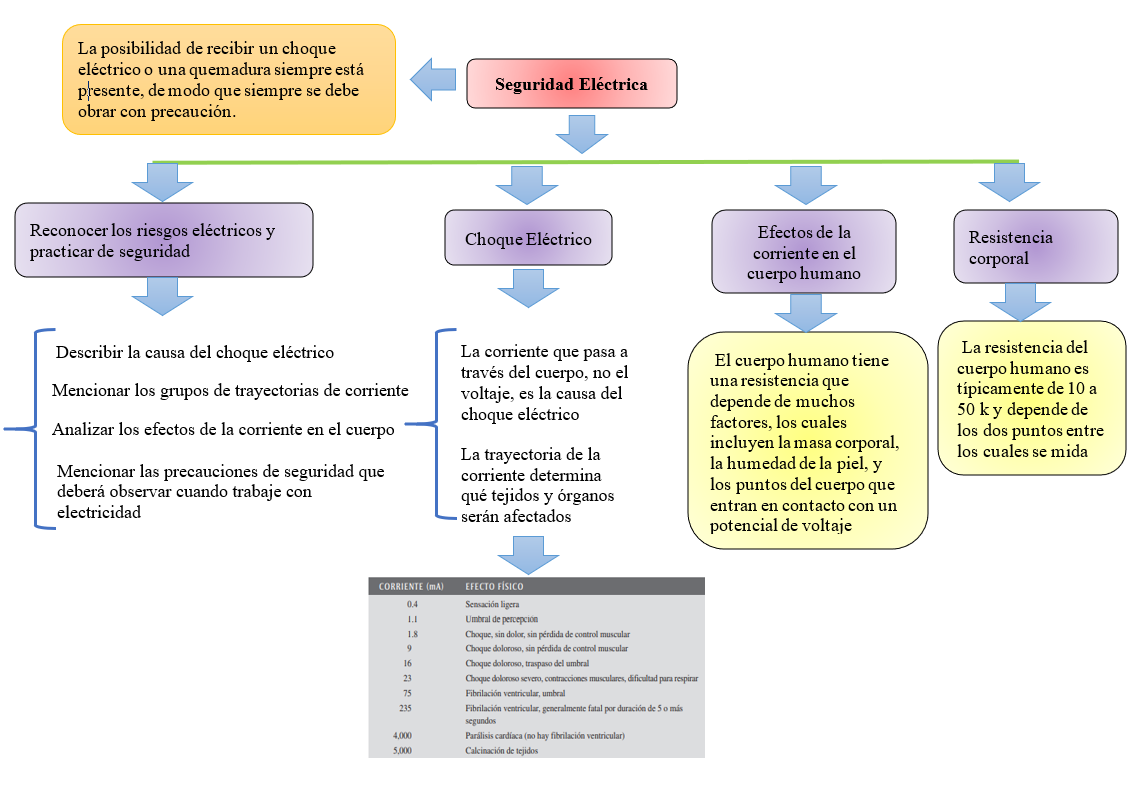 La posibilidad de recibir un choque
eléctrico o una quemadura siempre está
presente, de modo que siempre se debe
obrar con precaución.
Seguridad Eléctrica
Reconocer los riesgos eléctricos y
practicar de seguridad
Choque Eléctrico
Efectos de la
corriente en el
cuerpo humano
Resistencia
corporal
Describir la causa del choque eléctrico
Mencionar los grupos de trayectorias de corriente
Analizar los efectos de la corriente en el cuerpo
Mencionar las precauciones de seguridad que
deberá observar cuando trabaje con
electricidad
La corriente que pasa a
través del cuerpo, no el
voltaje, es la causa del
choque eléctrico
La trayectoria de la
corriente determina
qué tejidos y órganos
serán afectados
El cuerpo humano tiene
una resistencia que
depende de muchos
factores, los cuales
incluyen la masa corporal,
la humedad de la piel, y
los puntos del cuerpo que
entran en contacto con un
potencial de voltaje
La resistencia del
cuerpo humano es
típicamente de 10 a
50 k y depende de
los dos puntos entre
los cuales se mida
CORRIENTE (mA) EFECTO FÍSICO
0.4 Sensación ligera
1.1 Umbral de percepción
1.8 Choque, sin dolor, sin pérdida de control muscular
9 Choque doloroso, sin pérdida de control muscular
16 Choque doloroso, traspaso del umbral
23 Choque doloroso severo, contracciones musculares, dificultad para respirar
75 Fibrilación ventricular, umbral
235 Fibrilación ventricular, generalmente fatal por duración de 5 o más
segundos
4,000 Parálisis cardíaca (no hay fibrilación ventricular)
5,000 Calcinación de tejidos